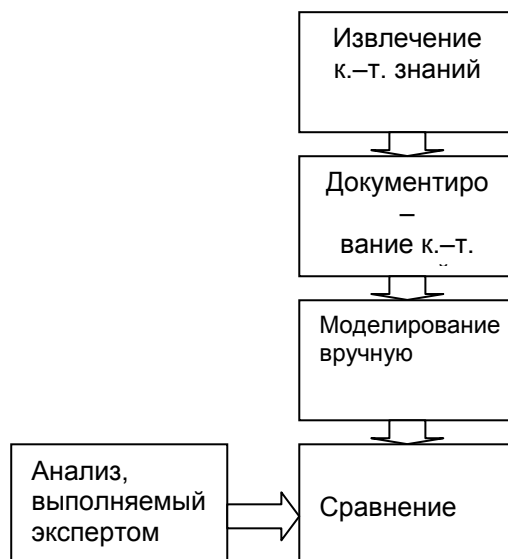 Извлечение
к.–т. знаний
Документиро
–
вание к.–т.
Моделирование
вручную
Анализ,
выполняемый
экспертом
Сравнение